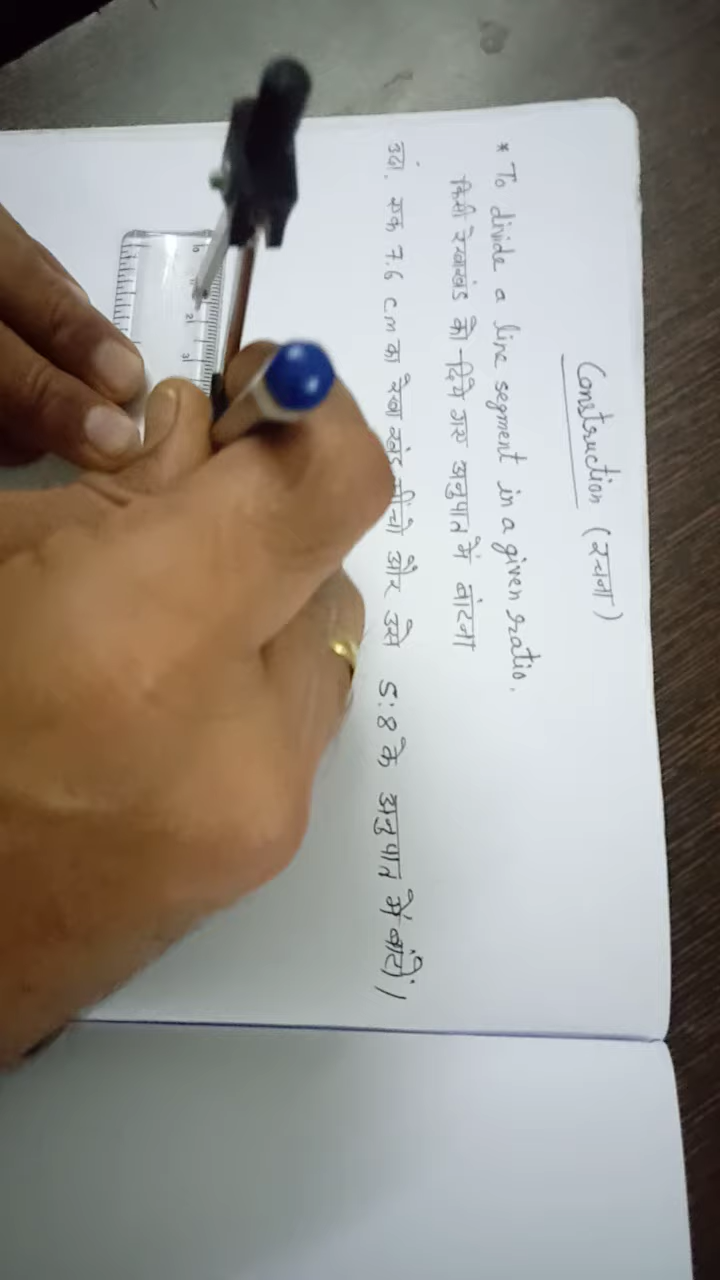 Construction (रचना)
* To divide a line segment in a given ratio.
किसी रेखाखंड को दिये गए अनुपात में बांटना
उदा. एक 7.6 cm का रेखा खंड खींचो और उसे 5:8 के अनुपात में बांटों।